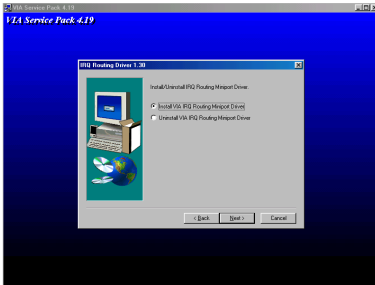 VIA Service Pack 4.19
VIA Service Pack 4.19
IRQ Routing Driver 1.30
Install/Uninstall IRQ Routing Miniport Driver.
Install VIA IRQ Routing Miniport Driver
Uninstall VIA IRQ Routing Miniport Driver
< Back
Next >
Cancel